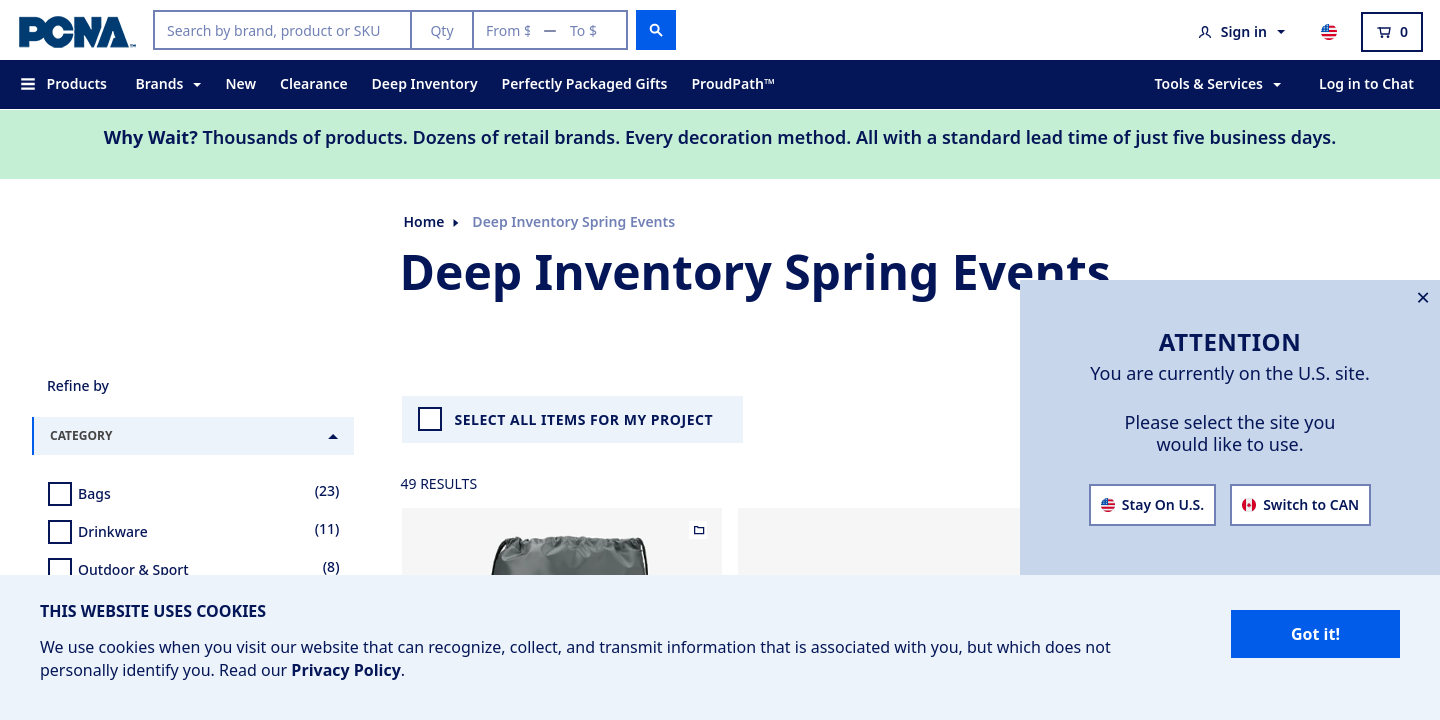 PCNA™
Search by brand, product or SKU
Qty
From $ — To $
Sign in
0
Products
Brands
New
Clearance
Deep Inventory
Perfectly Packaged Gifts
ProudPath™
Tools & Services
Log in to Chat
Why Wait? Thousands of products. Dozens of retail brands. Every decoration method. All with a standard lead time of just five business days.
Home
Deep Inventory Spring Events
Deep Inventory Spring Events
ATTENTION
You are currently on the U.S. site.
Please select the site you
would like to use.
Stay On U.S.
Switch to CAN
Refine by
CATEGORY
Bags (23)
Drinkware (11)
Outdoor & Sport (8)
SELECT ALL ITEMS FOR MY PROJECT
49 RESULTS
THIS WEBSITE USES COOKIES
We use cookies when you visit our website that can recognize, collect, and transmit information that is associated with you, but which does not
personally identify you. Read our Privacy Policy.
Got it!